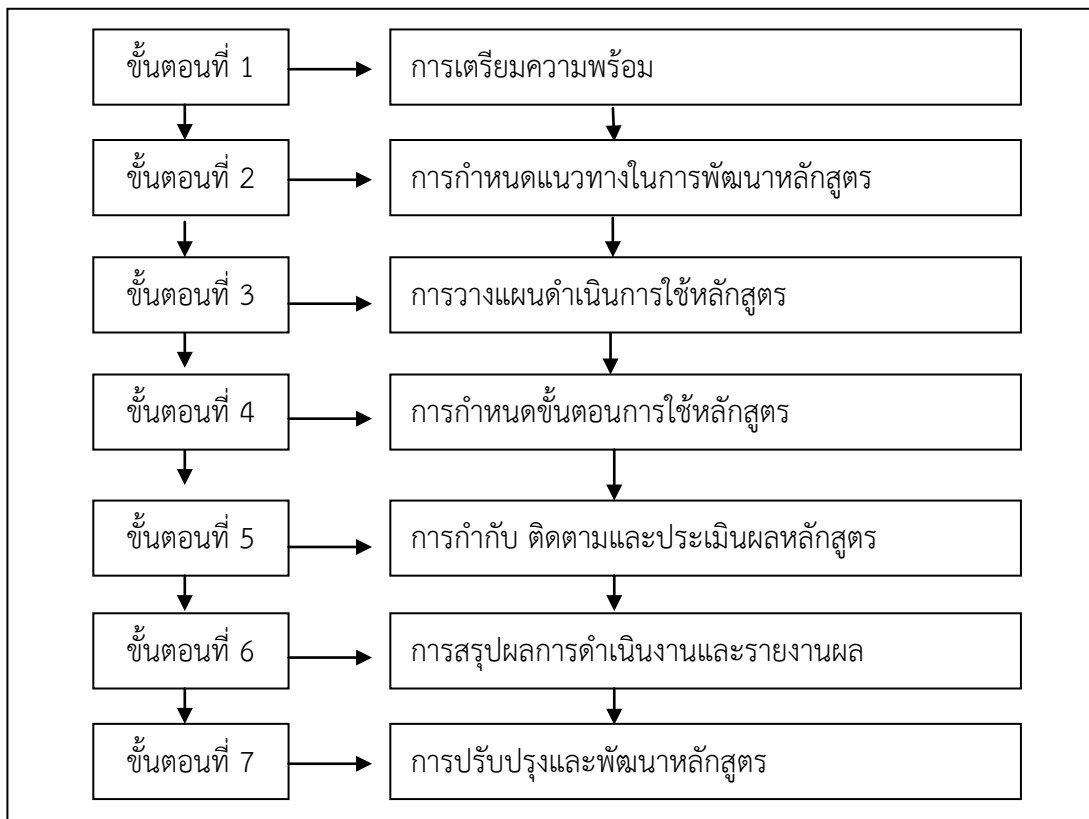 ขั้นตอนที่ 1 การเตรียมความพร้อม
ขั้นตอนที่ 2 การกำหนดแนวทางในการพัฒนาหลักสูตร
ขั้นตอนที่ 3 การวางแผนดำเนินการใช้หลักสูตร
ขั้นตอนที่ 4 การกำหนดขั้นตอนการใช้หลักสูตร
ขั้นตอนที่ 5 การกำกับ ติดตามและประเมินผลหลักสูตร
ขั้นตอนที่ 6 การสรุปผลการดำเนินงานและรายงานผล
ขั้นตอนที่ 7 การปรับปรุงและพัฒนาหลักสูตร